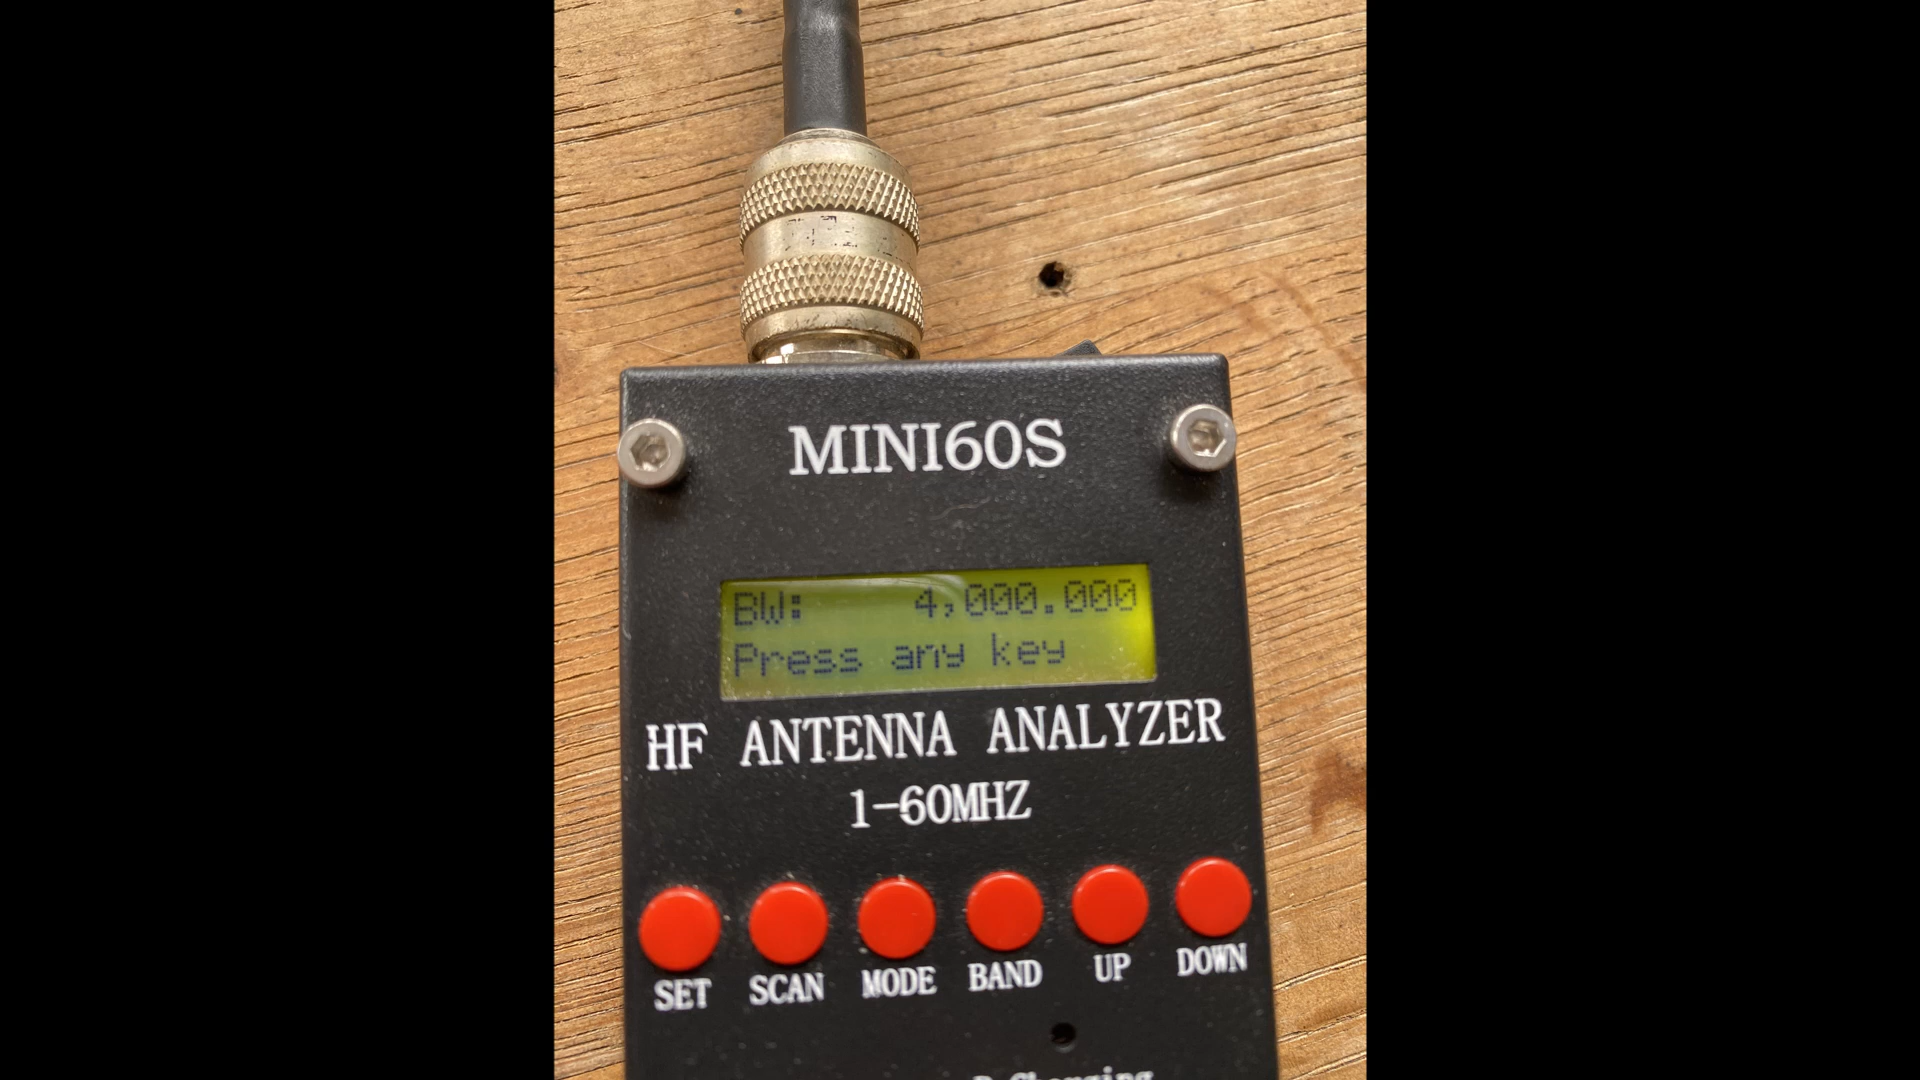 MINI60S
BW: 4,000.000
Press any key
HF ANTENNA ANALYZER
1-60MHZ
SET SCAN MODE BAND UP DOWN